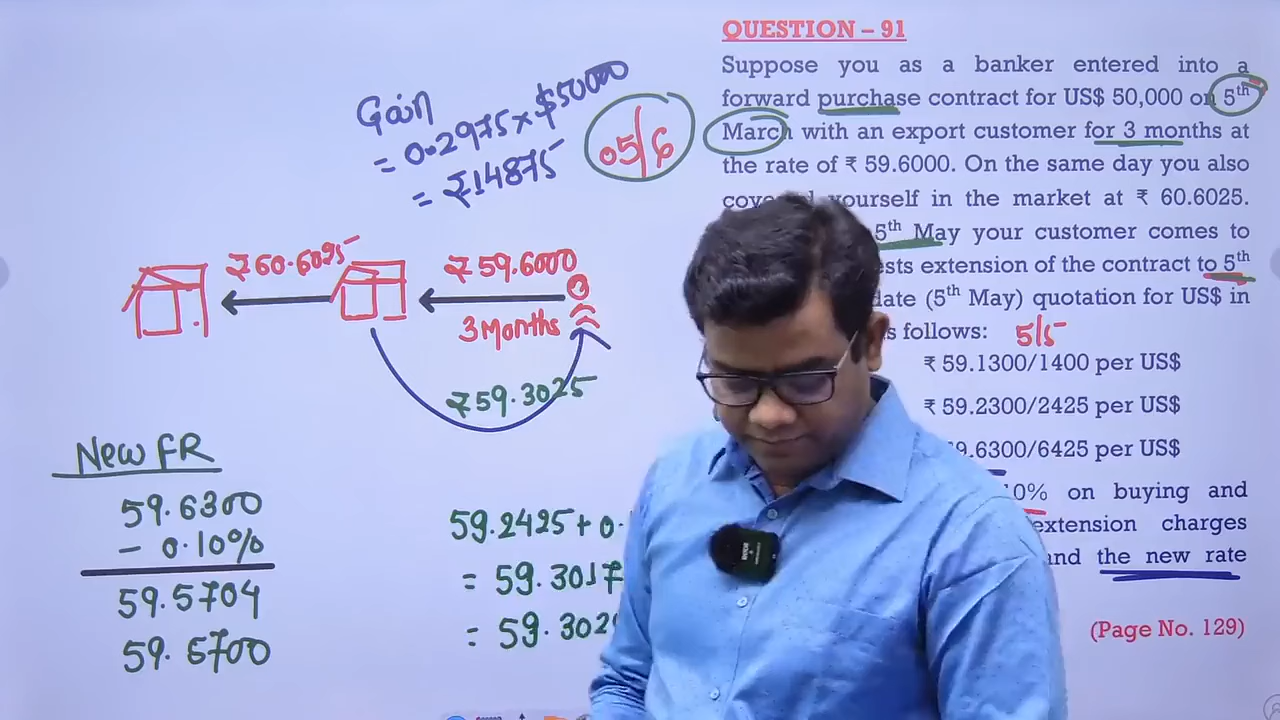 QUESTION – 91
Suppose you as a banker entered into a
forward purchase contract for US$ 50,000 on 5th
March with an export customer for 3 months at
the rate of ₹ 59.6000. On the same day you also
yourself in the market at ₹ 60.6025.
5th May your customer comes to
extension of the contract to 5th
date (5th May) quotation for US$ in
follows:
5/5
₹ 59.1300/1400 per US$
₹ 59.2300/2425 per US$
9.6300/6425 per US$
0% on buying and
extension charges
and the new rate
(Page No. 129)
Gain
= 0.2975 × $50000
= ₹14875
05/6
₹60.6025
₹59.6000
3 Months
₹59.3025
New FR
59.6300
- 0.10%
59.5704
59.5700
59.2425 + 0.
= 59.3017
= 59.302